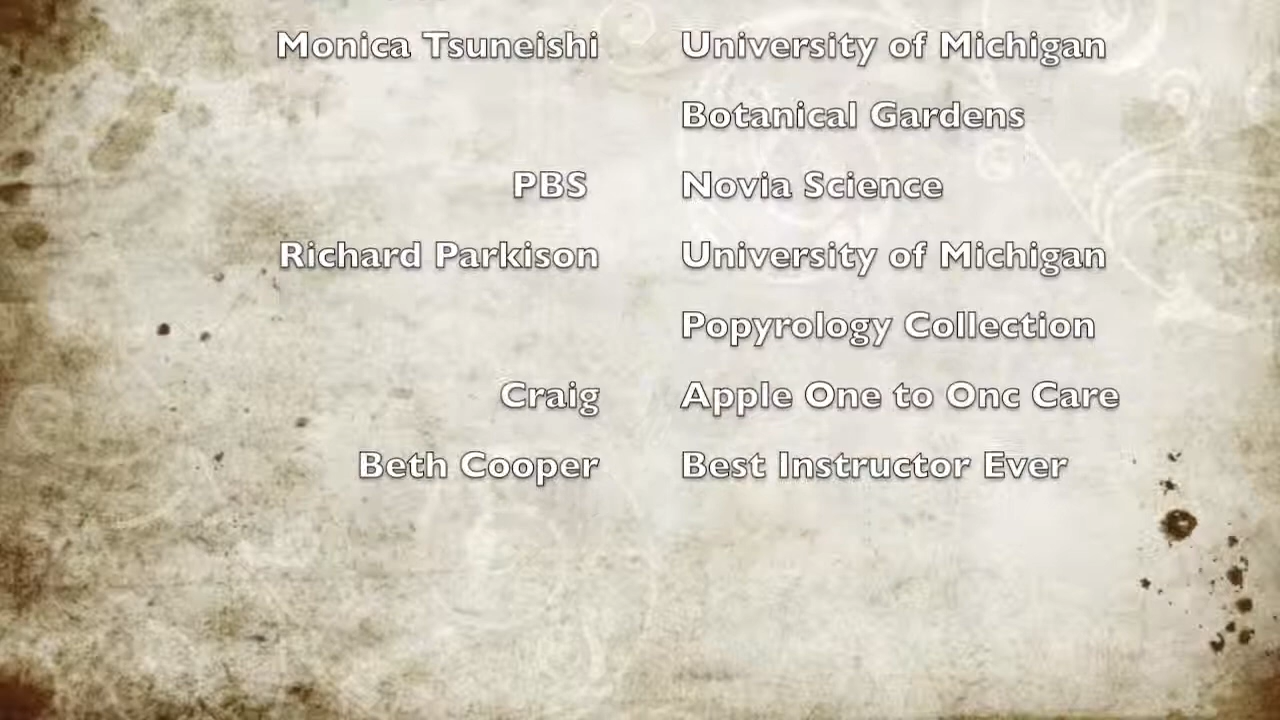 Monica Tsuneishi University of Michigan
Botanical Gardens
PBS Novia Science
Richard Parkison University of Michigan
Popyrology Collection
Craig Apple One to Onc Care
Beth Cooper Best Instructor Ever